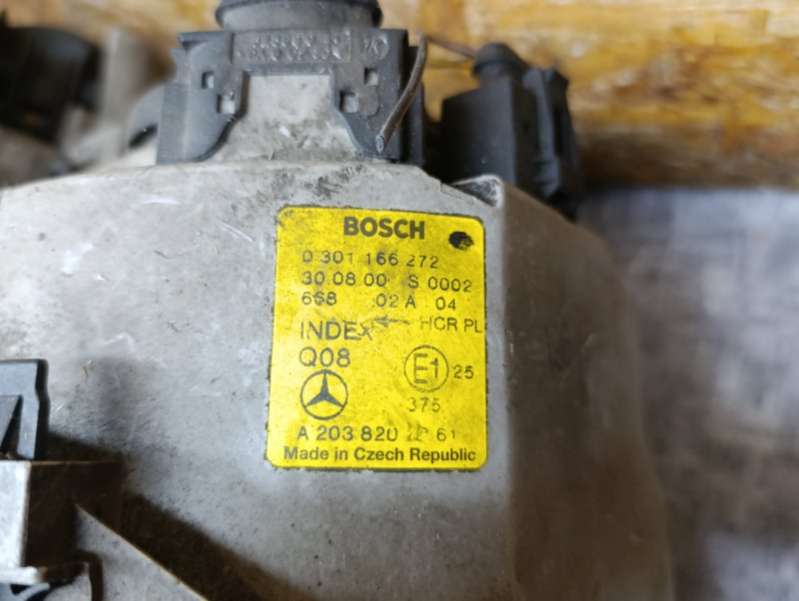 BOSCH
0 301 166 272
30 08 00 S 0002
668 02 A 04
INDEX HCR PL
Q08
E1 25
375
A 203 820 61
Made in Czech Republic